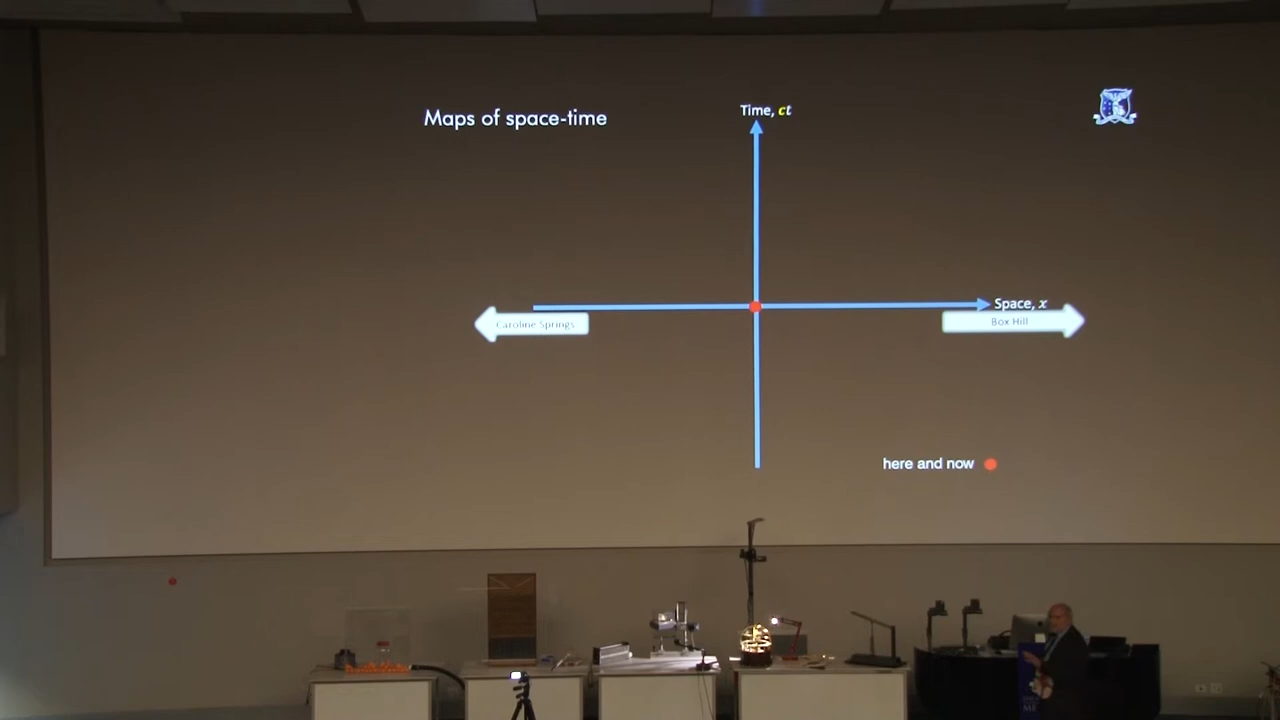 Maps of space-time
Time, ct
Space, x
Caroline Springs
Box Hill
here and now